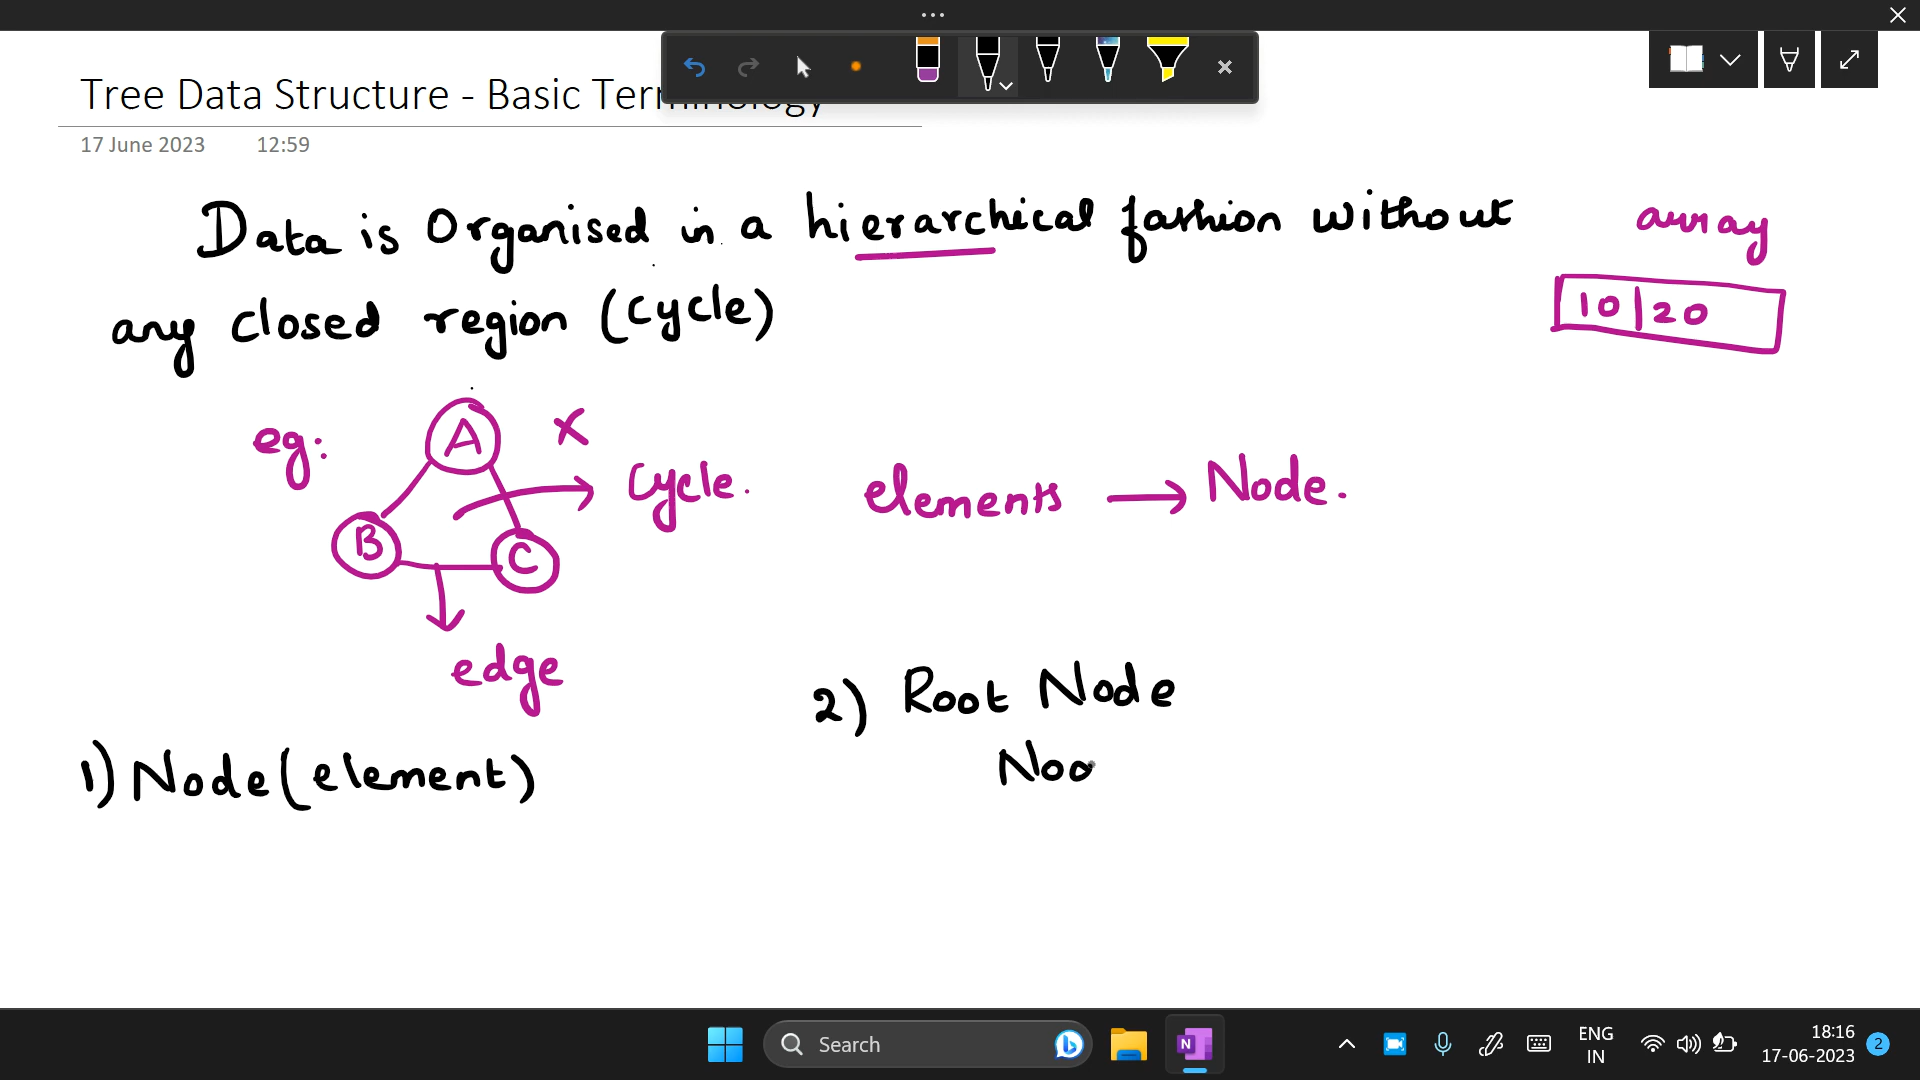 Tree Data Structure - Basic Terminology
17 June 2023 12:59
Data is Organised in a hierarchical fashion without
any closed region (cycle)
array
10 | 20
eg:
A
X
Cycle.
B
C
edge
elements → Node.
1) Node (element)
2) Root Node
Noo
Search
ENG
IN
18:16
17-06-2023
2